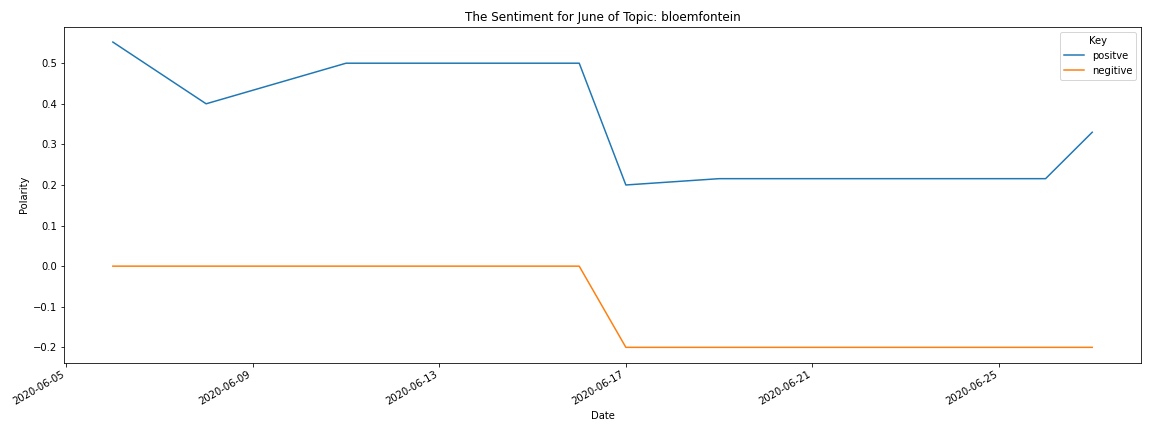 The Sentiment for June of Topic: bloemfontein
Key
positve
negitive
0.5
0.4
0.3
0.2
0.1
0.0
−0.1
−0.2
Polarity
2020-06-05
2020-06-09
2020-06-13
2020-06-17
2020-06-21
2020-06-25
Date